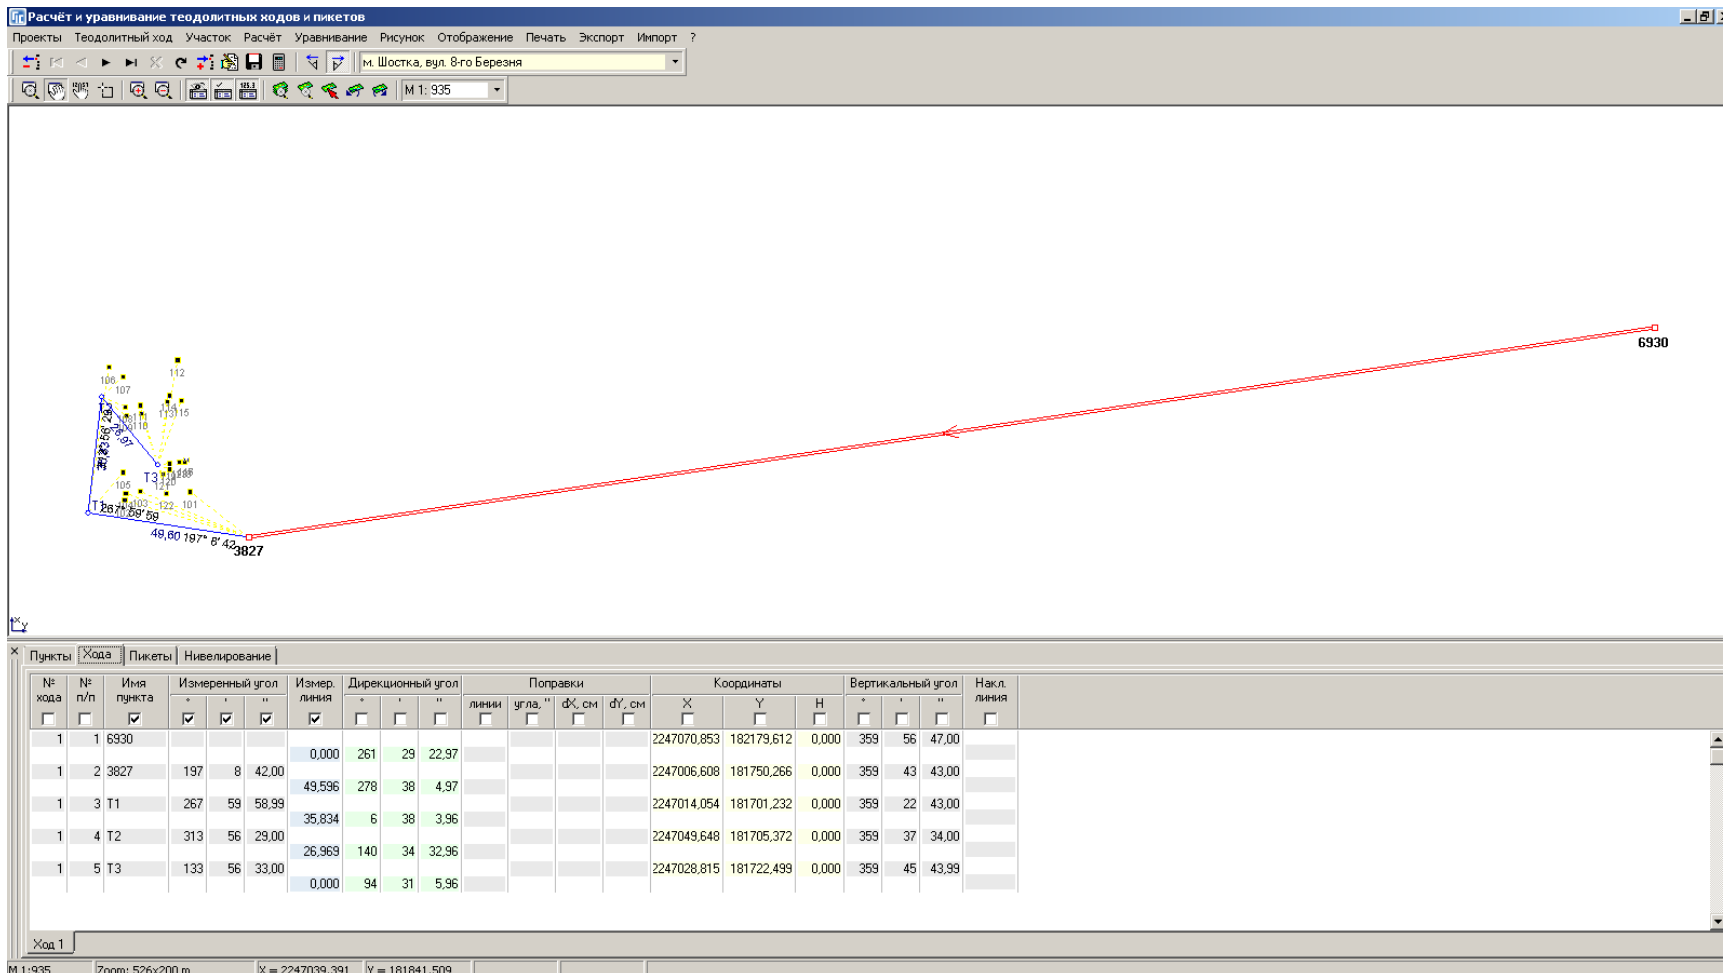 Расчёт и уравнивание теодолитных ходов и пикетов
Проекты Теодолитный ход Участок Расчёт Уравнивание Рисунок Отображение Печать Экспорт Импорт ?
м. Шостка, вул. 8-го Березня
М 1: 935
6930
112
106
107
114
113 115
110
T3
105
103
122
101
T1
267° 59' 59
49,60 197° 8' 42
3827
x
y
Пункты Хода Пикеты Нивелирование
№ хода № п/п Имя пункта Измеренный угол Измер. линия Дирекционный угол Поправки Координаты Вертикальный угол Накл. линия
° ' " ° ' " линии угла, " dX, см dY, см X Y H ° ' "
1 1 6930 2247070,853 182179,612 0,000 359 56 47,00
0,000 261 29 22,97
1 2 3827 197 8 42,00 2247006,608 181750,266 0,000 359 43 43,00
49,596 278 38 4,97
1 3 T1 267 59 58,99 2247014,054 181701,232 0,000 359 22 43,00
35,834 6 38 3,96
1 4 T2 313 56 29,00 2247049,648 181705,372 0,000 359 37 34,00
26,969 140 34 32,96
1 5 T3 133 56 33,00 2247028,815 181722,499 0,000 359 45 43,99
0,000 94 31 5,96
Ход 1
М 1:935 Zoom: 526x200 m X = 2247039,391 Y = 181841,509